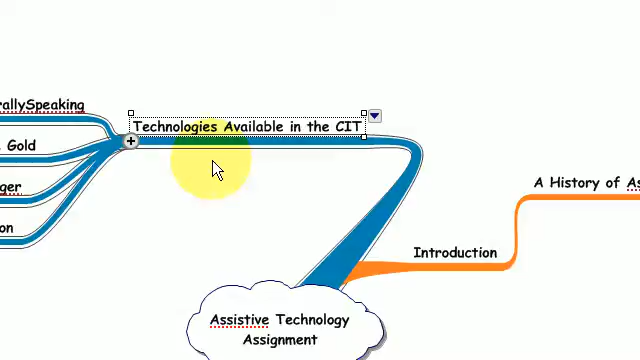 rallySpeaking
Technologies Available in the CIT
Gold
ger
on
A History of As
Introduction
Assistive Technology
Assignment